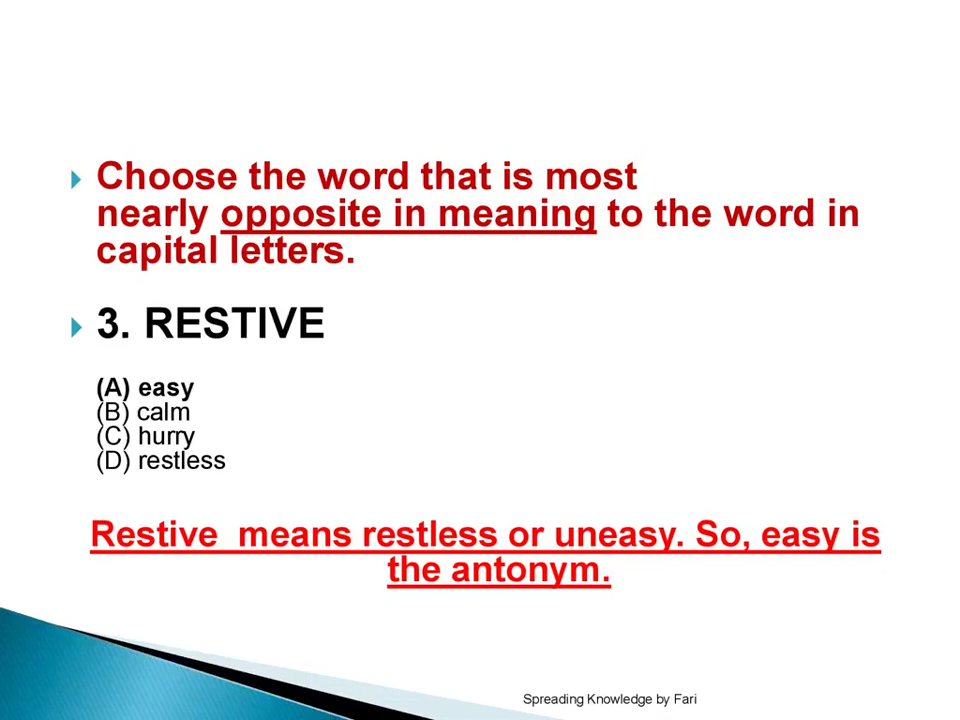 Choose the word that is most
nearly opposite in meaning to the word in
capital letters.
3. RESTIVE
(A) easy
(B) calm
(C) hurry
(D) restless
Restive means restless or uneasy. So, easy is
the antonym.
Spreading Knowledge by Fari